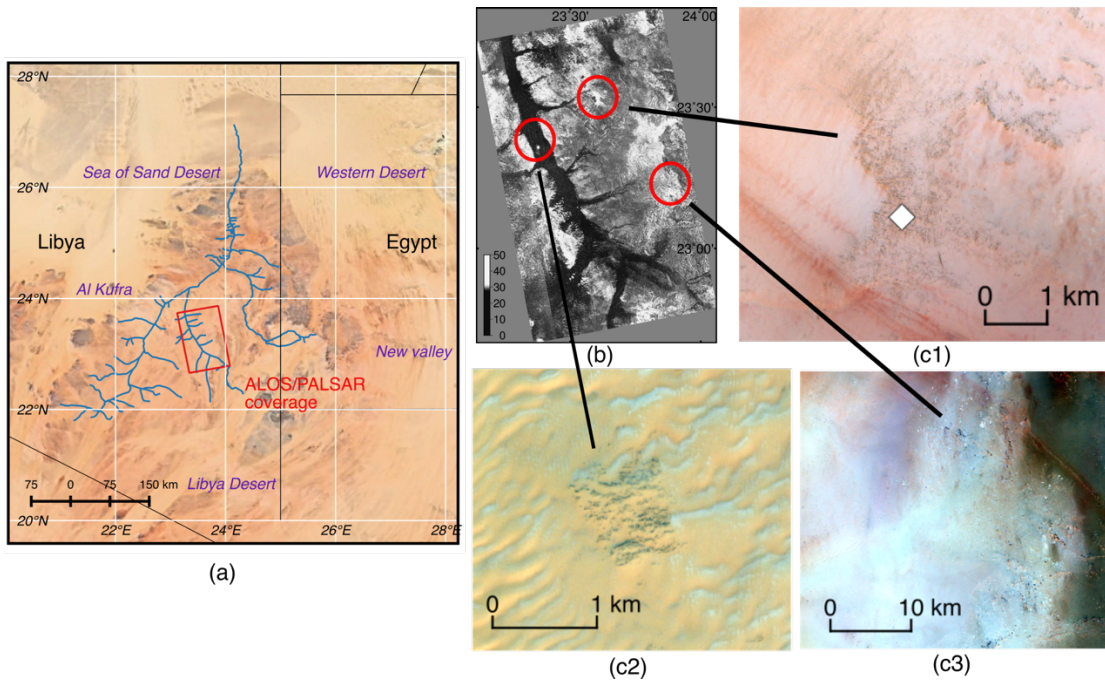 28°N
26°N
24°N
22°N
20°N
Sea of Sand Desert
Western Desert
Libya
Egypt
Al Kufra
New valley
ALOS/PALSAR
coverage
Libya Desert
75 0 75 150 km
22°E 24°E 26°E 28°E
(a)
23°30' 24°00'
23°30'
23°00'
50
40
30
20
10
0
(b)
0 1 km
(c1)
0 1 km
(c2)
0 10 km
(c3)